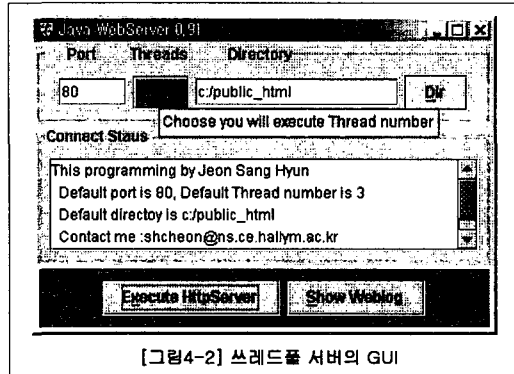 Java WebServer 0.91
Port Threads Directory
80 c:/public_html Dir
Choose you will execute Thread number
Connect Staus
This programming by Jeon Sang Hyun
Default port is 80, Default Thread number is 3
Default directoy is c:/public_html
Contact me :shcheon@ns.ce.hallym.ac.kr
Execute HttpServer Show Weblog
[그림4-2] 쓰레드풀 서버의 GUI